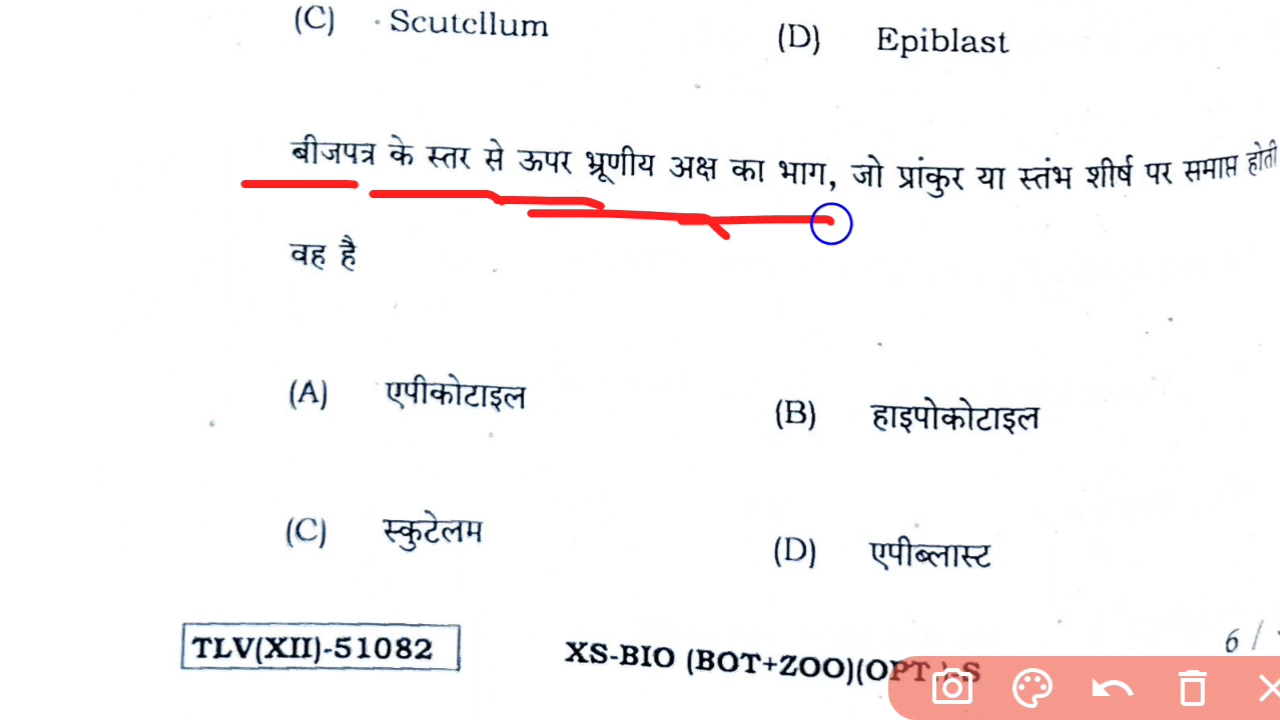 (C) Scutellum (D) Epiblast
बीजपत्र के स्तर से ऊपर भ्रूणीय अक्ष का भाग, जो प्रांकुर या स्तंभ शीर्ष पर समाप्त होती
वह है
(A) एपीकोटाइल (B) हाइपोकोटाइल
(C) स्कुटेलम (D) एपीब्लास्ट
TLV(XII)-51082 XS-BIO (BOT+ZOO)(OPT.)-S 6/